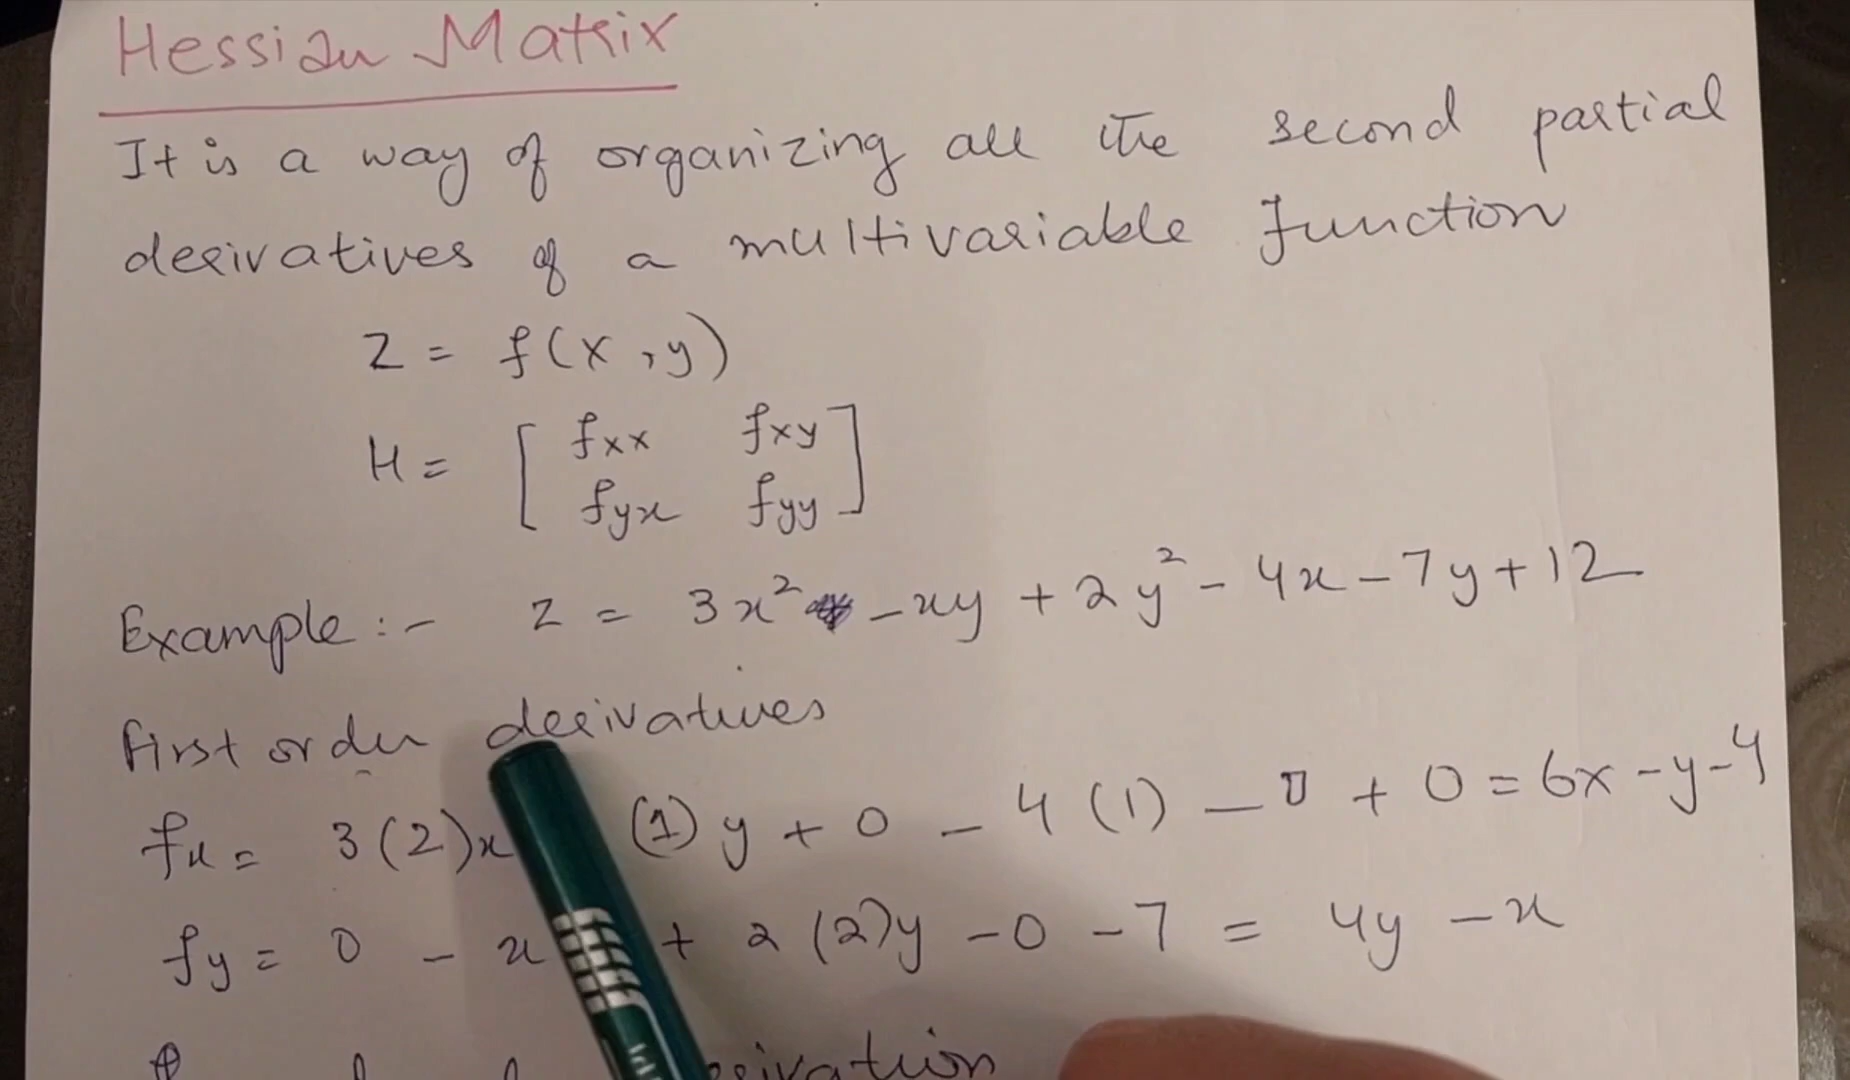 Hessian Matrix
It is a way of organizing all the second partial
derivatives of a multivariable function
Z = f(x,y)
H = [ fxx fxy
fyx fyy ]
Example:- Z = 3x² - xy + 2y² - 4x - 7y + 12
first order derivatives
fx = 3(2)x (1)y + 0 - 4(1) - 0 + 0 = 6x - y - 4
fy = 0 - x + 2(2)y - 0 - 7 = 4y - x